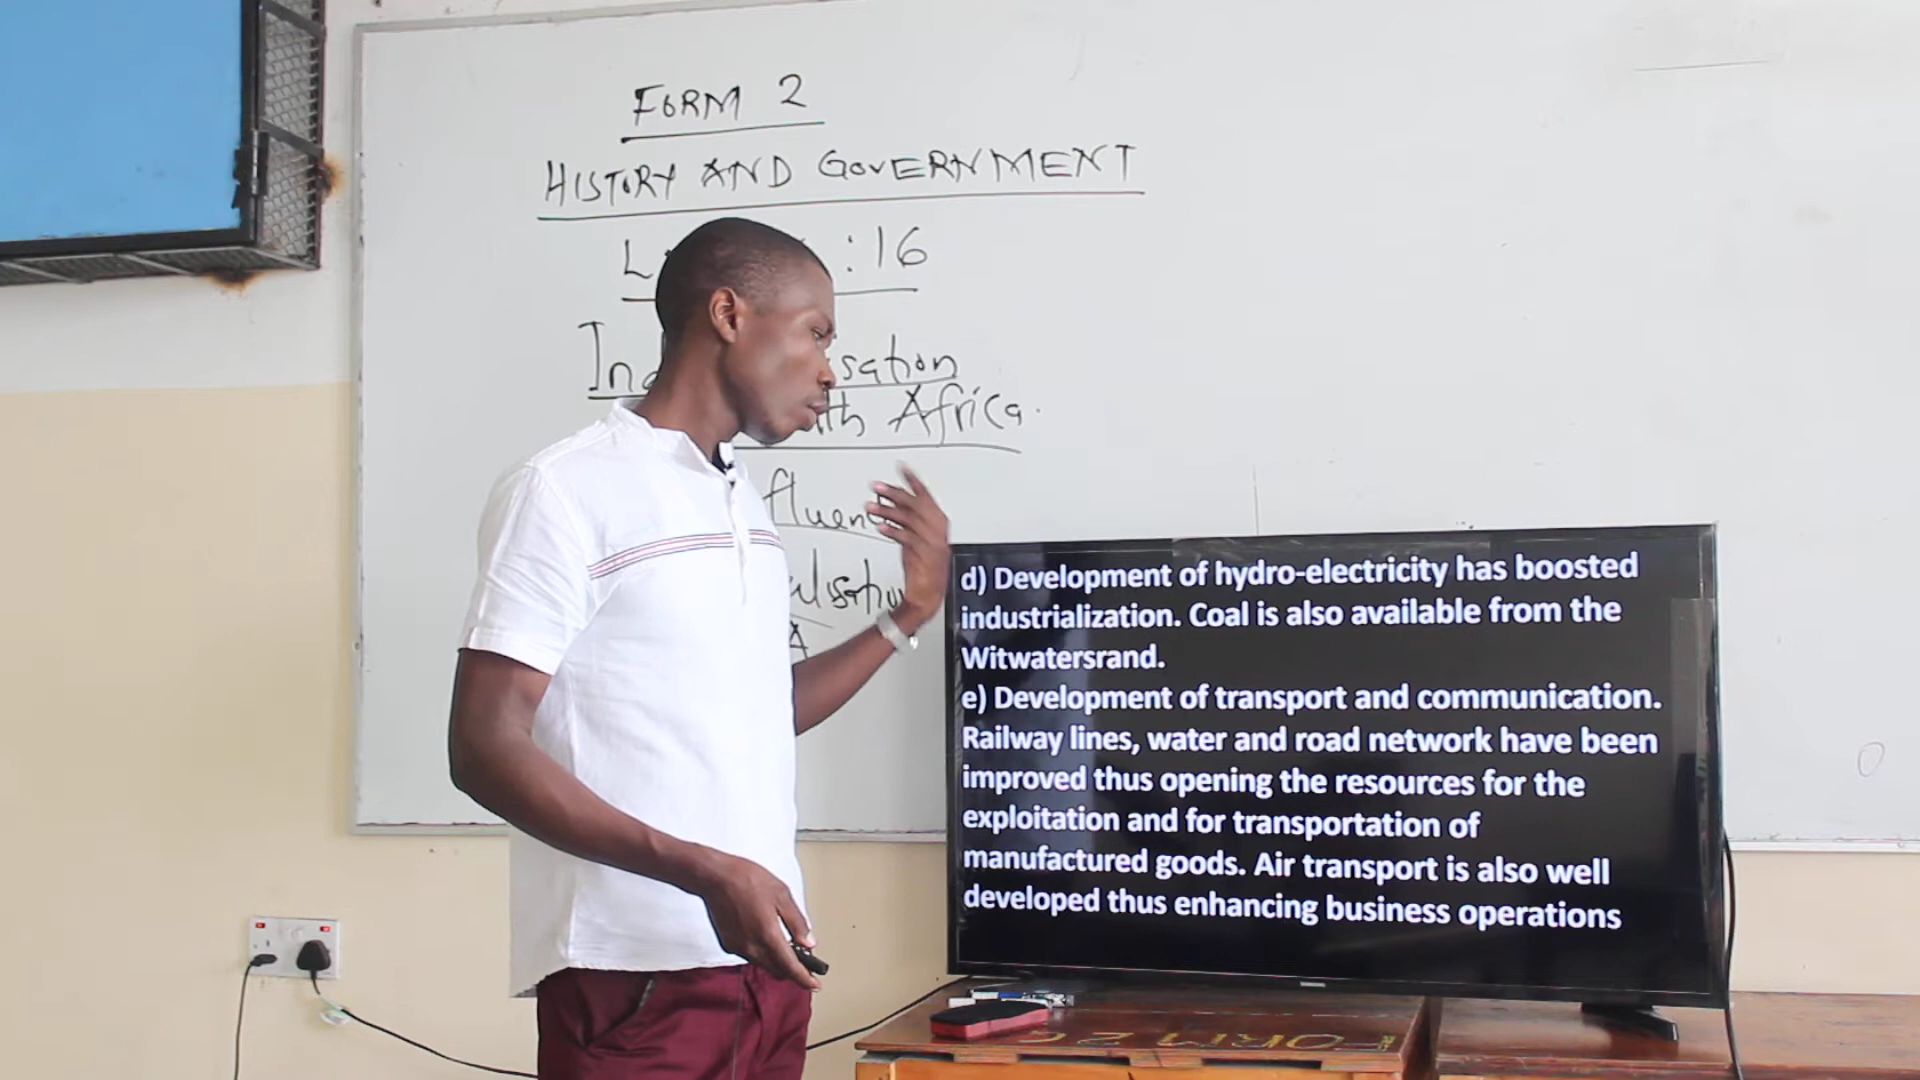 FORM 2
HISTORY AND GOVERNMENT
:16
Africa.
d) Development of hydro-electricity has boosted
industrialization. Coal is also available from the
Witwatersrand.
e) Development of transport and communication.
Railway lines, water and road network have been
improved thus opening the resources for the
exploitation and for transportation of
manufactured goods. Air transport is also well
developed thus enhancing business operations
FORM 2C